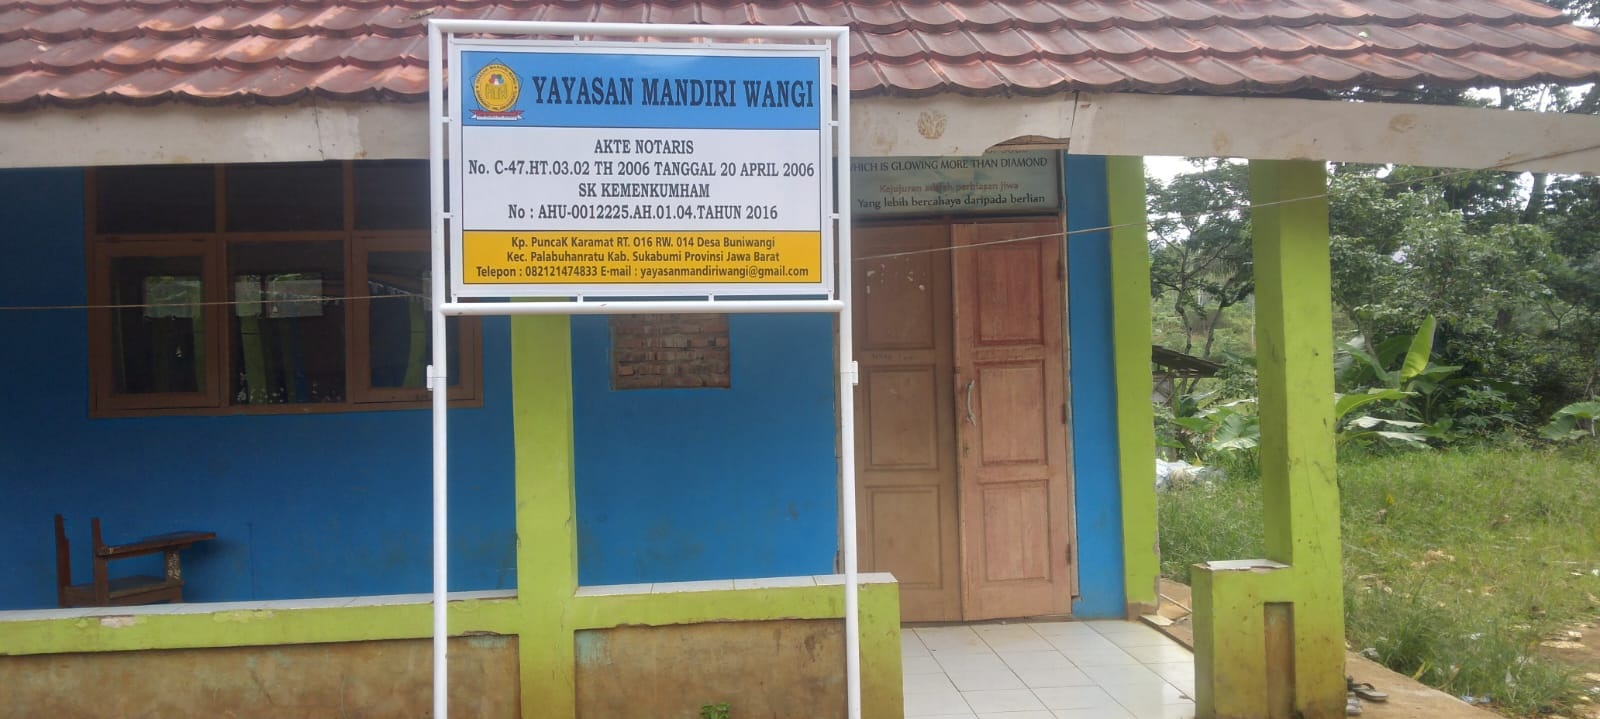 YAYASAN MANDIRI WANGI
AKTE NOTARIS
No. C-47.HT.03.02 TH 2006 TANGGAL 20 APRIL 2006
SK KEMENKUMHAM
No : AHU-0012225.AH.01.04.TAHUN 2016
Kp. PuncaK Karamat RT. O16 RW. 014 Desa Buniwangi
Kec. Palabuhanratu Kab. Sukabumi Provinsi Jawa Barat
Telepon : 082121474833 E-mail : yayasanmandiriwangi@gmail.com
WHICH IS GLOWING MORE THAN DIAMOND
Kejujuran adalah perhiasan jiwa
Yang lebih bercahaya daripada berlian